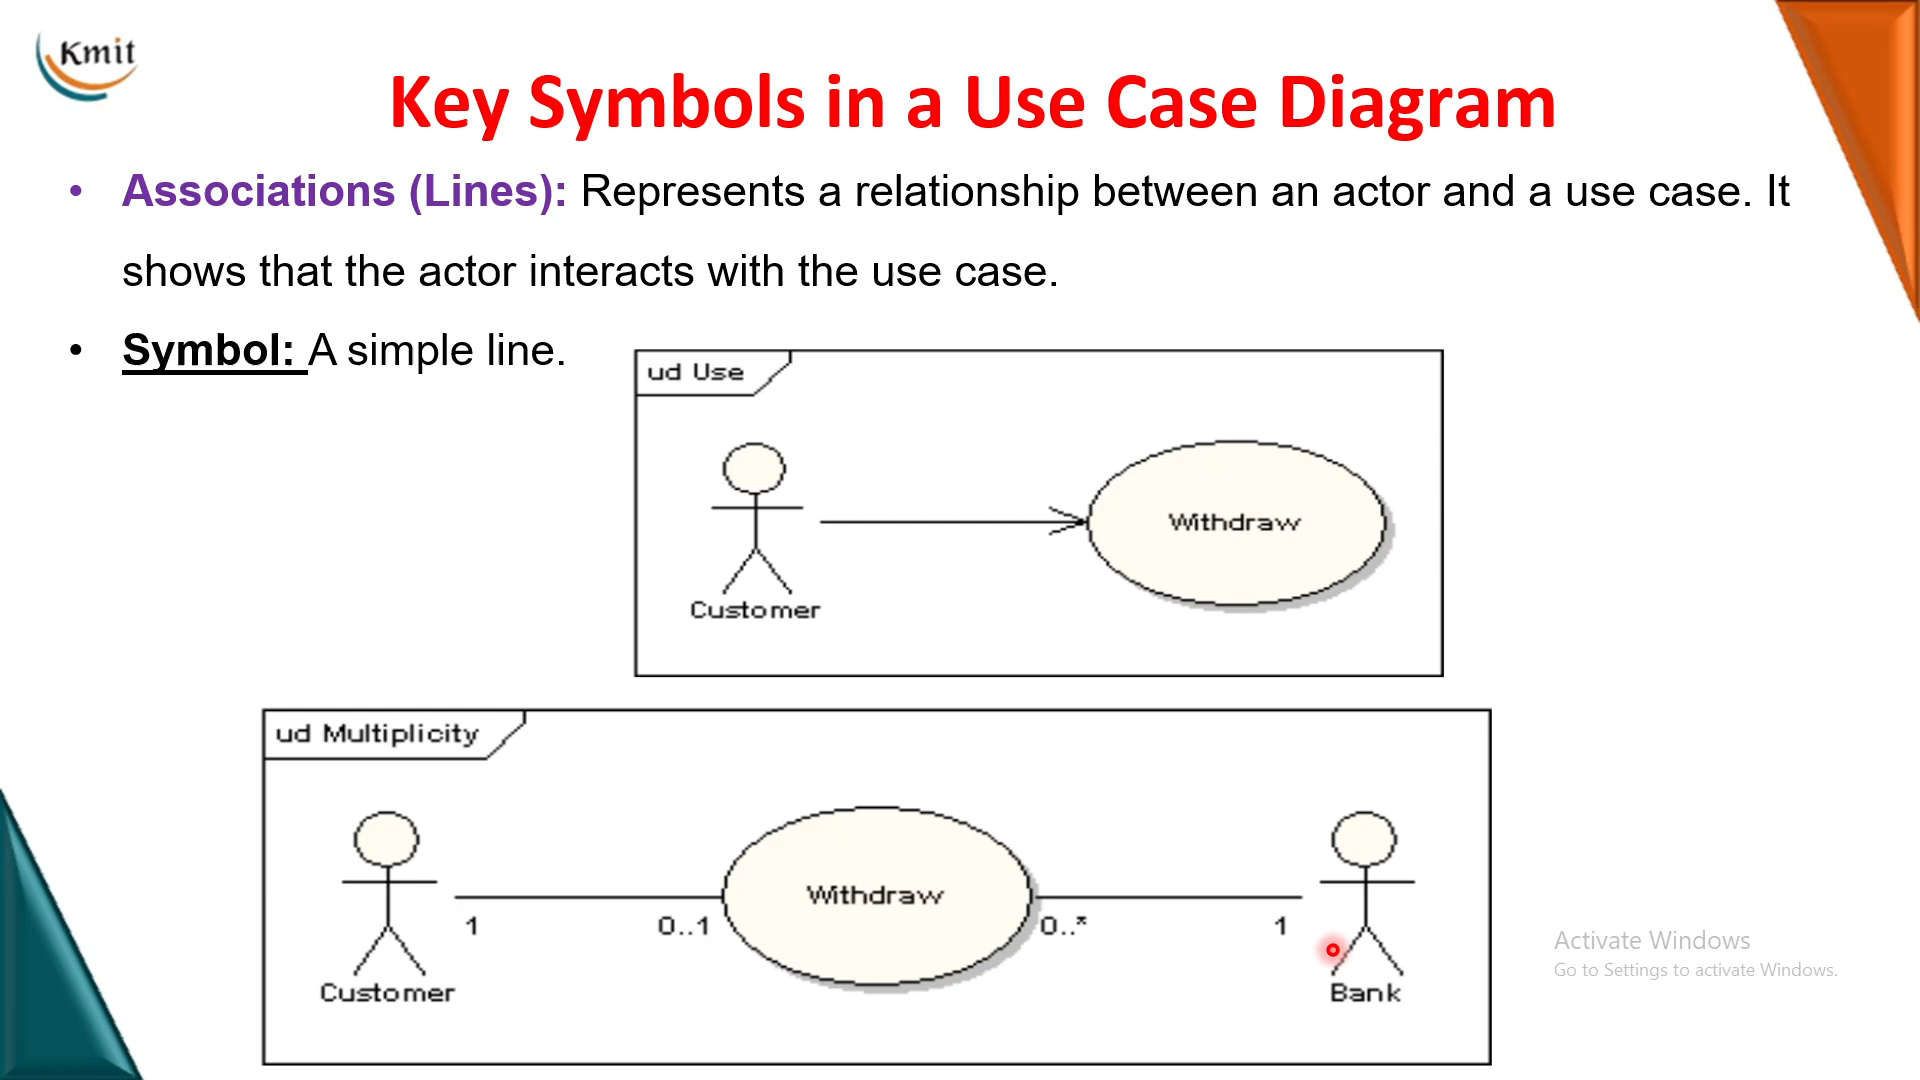 Kmit
Key Symbols in a Use Case Diagram
• Associations (Lines): Represents a relationship between an actor and a use case. It
shows that the actor interacts with the use case.
• Symbol: A simple line.
ud Use
Withdraw
Customer
ud Multiplicity
Withdraw
1 0..1 0..* 1
Customer Bank
Activate Windows
Go to Settings to activate Windows.